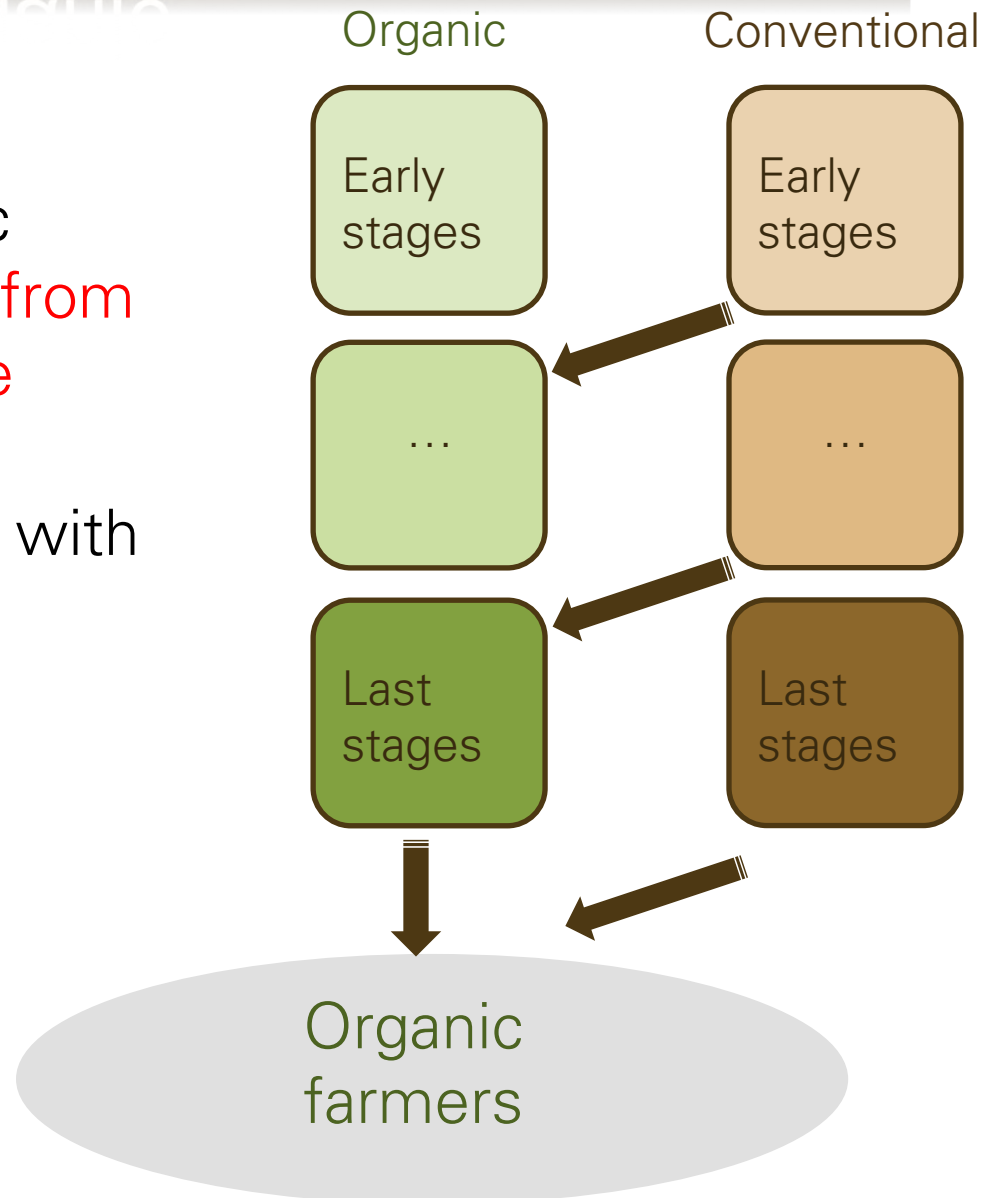 Organic
Conventional
Early
stages
Early
stages
from
with
…
…
Last
stages
Last
stages
Organic
farmers